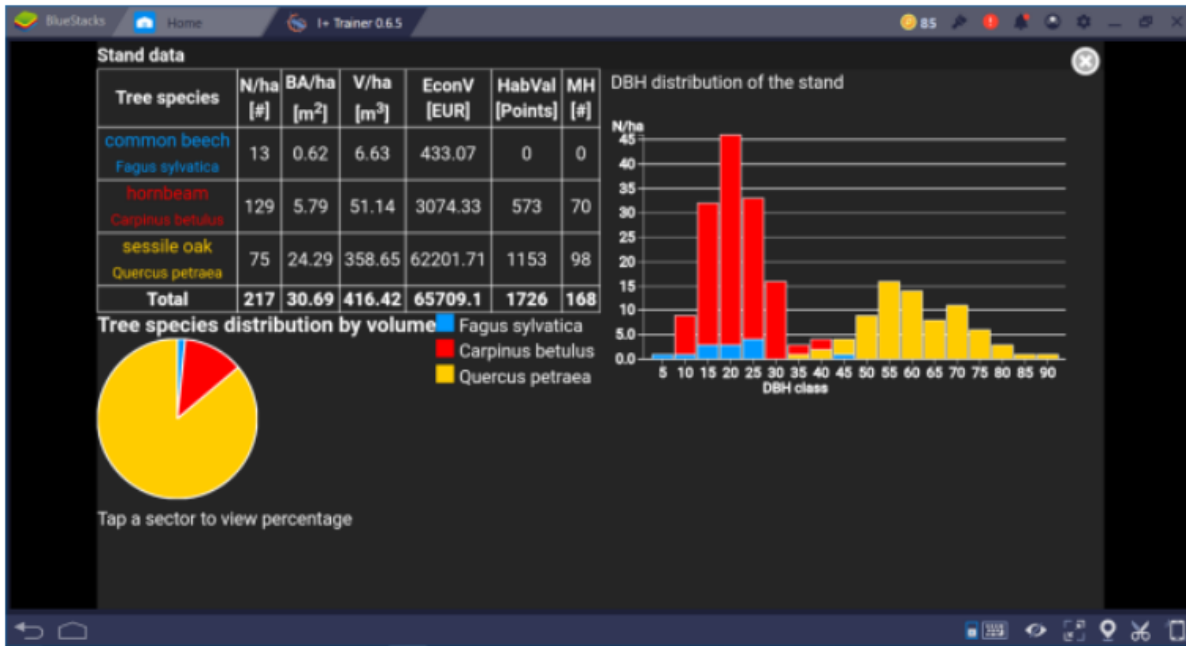 BlueStacks
Home
I+ Trainer 0.6.5
85
Stand data
Tree species N/ha [#] BA/ha [m²] V/ha [m³] EconV [EUR] HabVal [Points] MH [#]
common beech
Fagus sylvatica
13 0.62 6.63 433.07 0 0
hornbeam
Carpinus betulus
129 5.79 51.14 3074.33 573 70
sessile oak
Quercus petraea
75 24.29 358.65 62201.71 1153 98
Total 217 30.69 416.42 65709.1 1726 168
Tree species distribution by volume
Fagus sylvatica
Carpinus betulus
Quercus petraea
Tap a sector to view percentage
DBH distribution of the stand
N/ha
45
40
35
30
25
20
15
10
5.0
0.0
5 10 15 20 25 30 35 40 45 50 55 60 65 70 75 80 85 90
DBH class